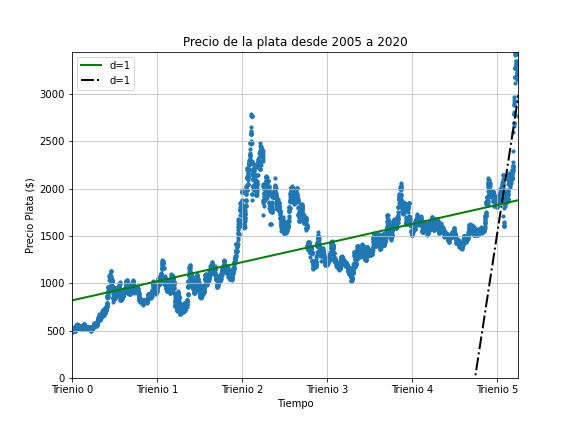 Precio de la plata desde 2005 a 2020
d=1
d=1
Precio Plata ($)
3000
2500
2000
1500
1000
500
0
Trienio 0 Trienio 1 Trienio 2 Trienio 3 Trienio 4 Trienio 5
Tiempo